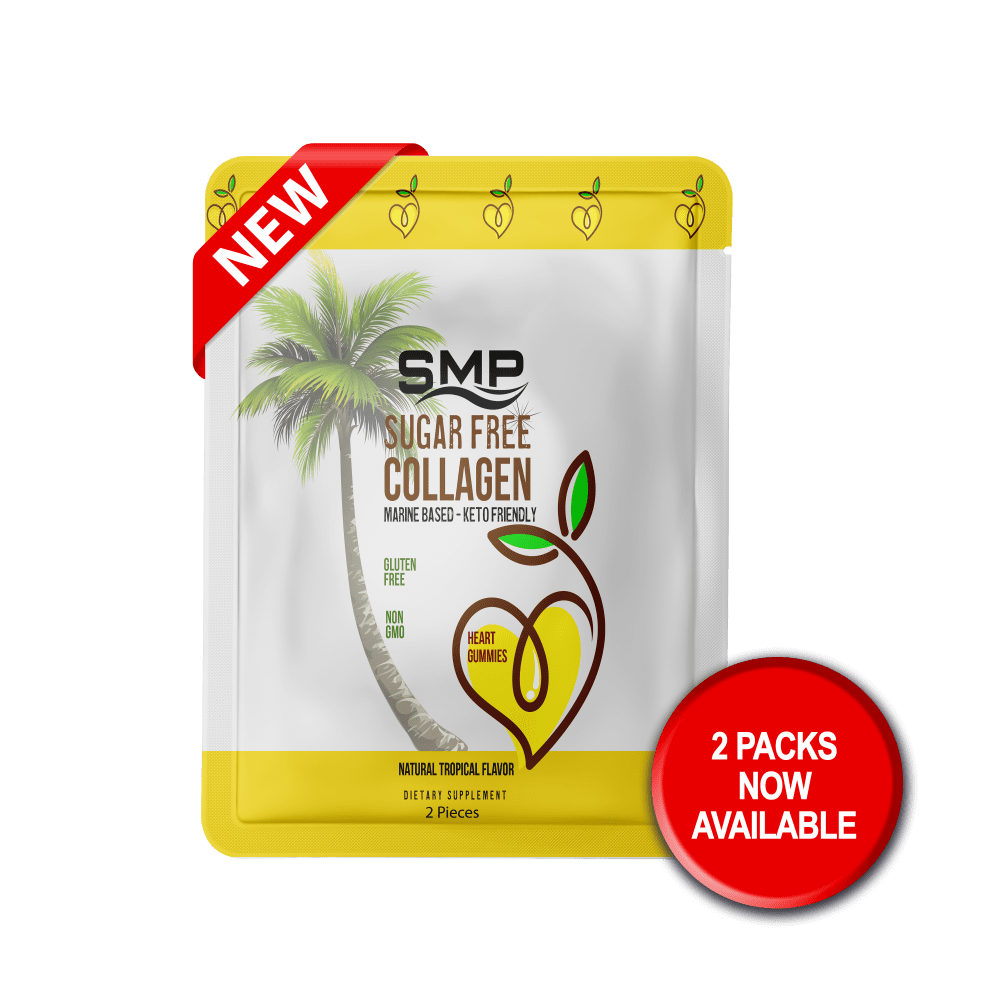 NEW
SMP
SUGAR FREE
COLLAGEN
MARINE BASED - KETO FRIENDLY
GLUTEN
FREE
NON
GMO
HEART
GUMMIES
NATURAL TROPICAL FLAVOR
DIETARY SUPPLEMENT
2 Pieces
2 PACKS
NOW
AVAILABLE